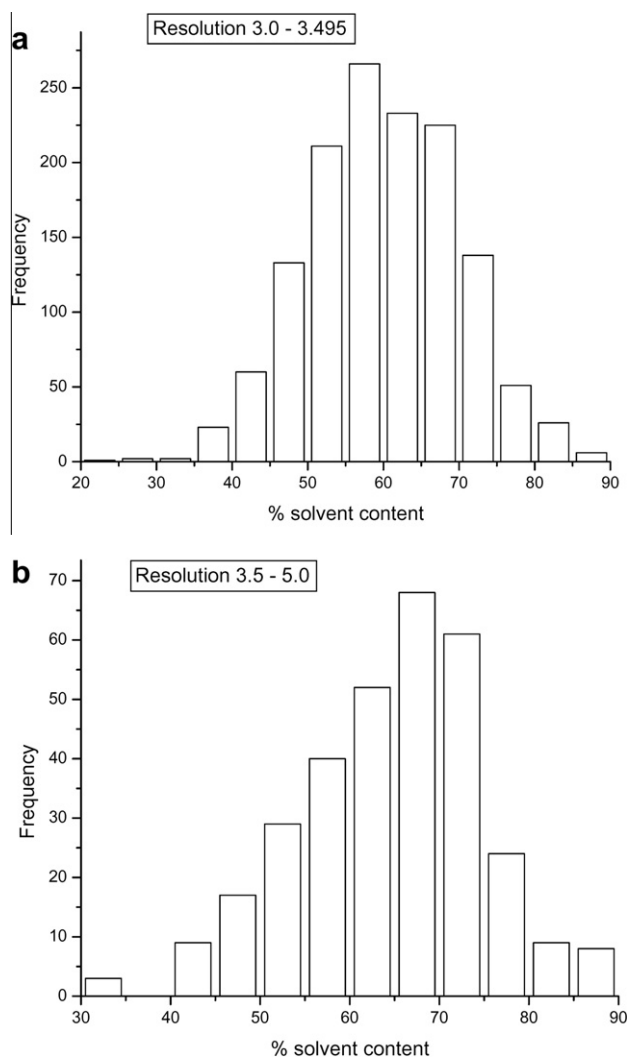 a
Resolution 3.0 - 3.495
250
200
150
100
50
0
Frequency
20 30 40 50 60 70 80 90
% solvent content
b
Resolution 3.5 - 5.0
70
60
50
40
30
20
10
0
Frequency
30 40 50 60 70 80 90
% solvent content